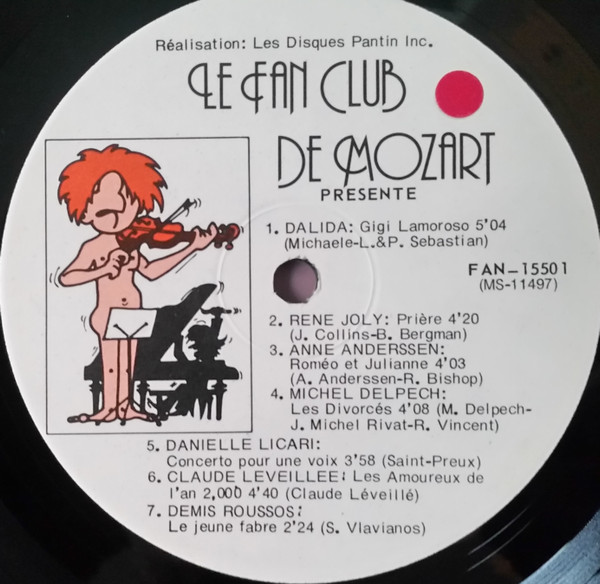 Réalisation: Les Disques Pantin Inc.
LE FAN CLUB
DE MOZART
PRESENTE
1. DALIDA: Gigi Lamoroso 5'04
(Michaele-L.&P. Sebastian)
FAN-15501
(MS-11497)
2. RENE JOLY: Prière 4'20
(J. Collins-B. Bergman)
3. ANNE ANDERSSEN:
Roméo et Julianne 4'03
(A. Anderssen-R. Bishop)
4. MICHEL DELPECH:
Les Divorcés 4'08 (M. Delpech-
J. Michel Rivat-R. Vincent)
5. DANIELLE LICARI:
Concerto pour une voix 3'58 (Saint-Preux)
6. CLAUDE LEVEILLEE: Les Amoureux de
l'an 2,000 4'40 (Claude Léveillé)
7. DEMIS ROUSSOS:
Le jeune fabre 2'24 (S. Vlavianos)